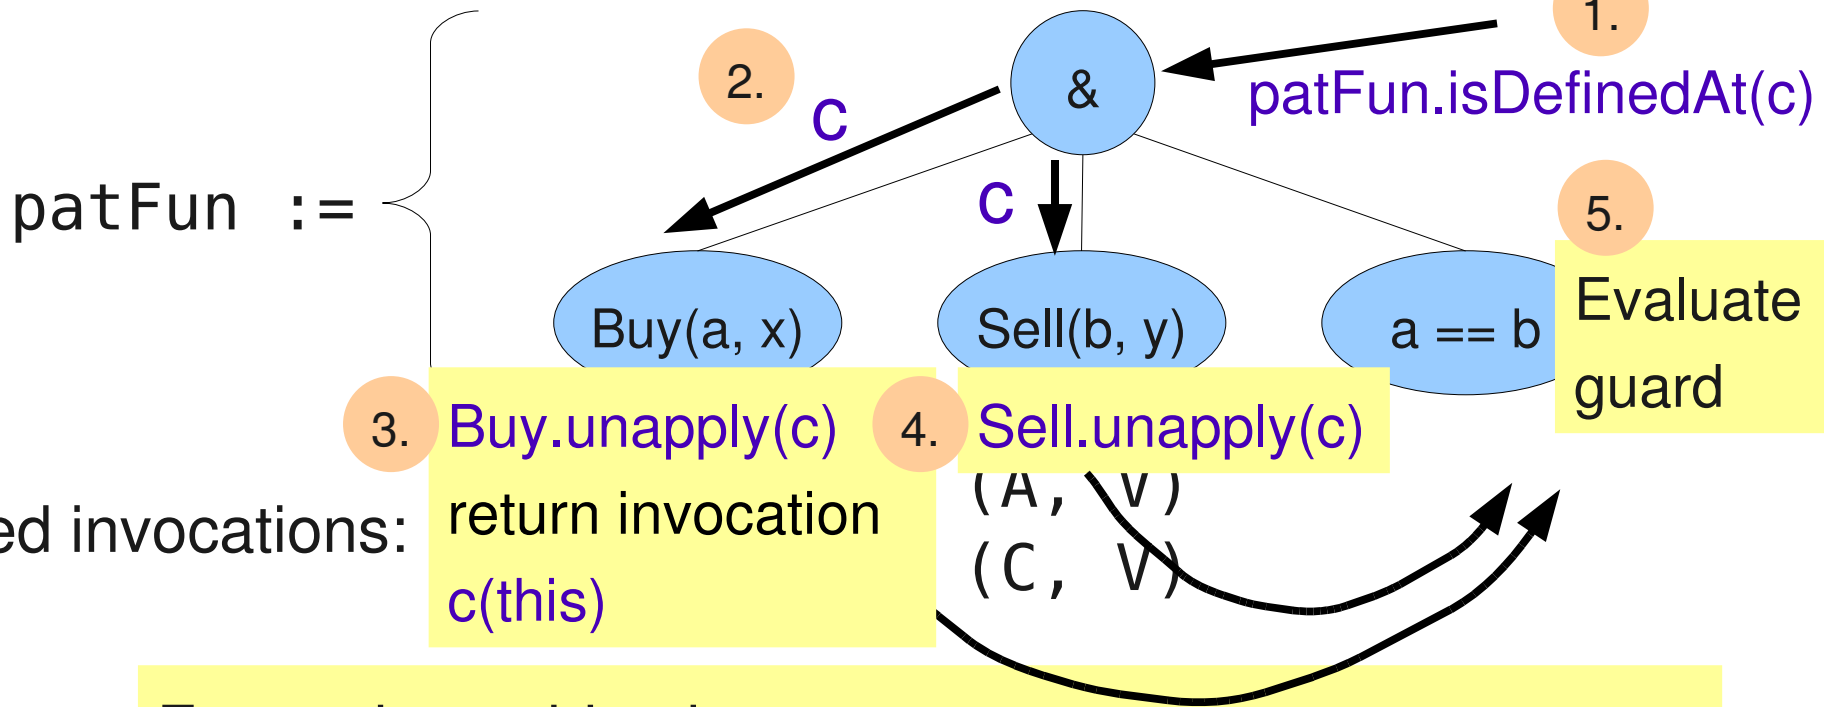 1.
2.
c
&
patFun.isDefinedAt(c)
patFun :=
c
5.
Buy(a, x)
Sell(b, y)
a == b
Evaluate
guard
3.
Buy.unapply(c)
return invocation
c(this)
4.
Sell.unapply(c)
(A, V)
(C, V)
ed invocations: